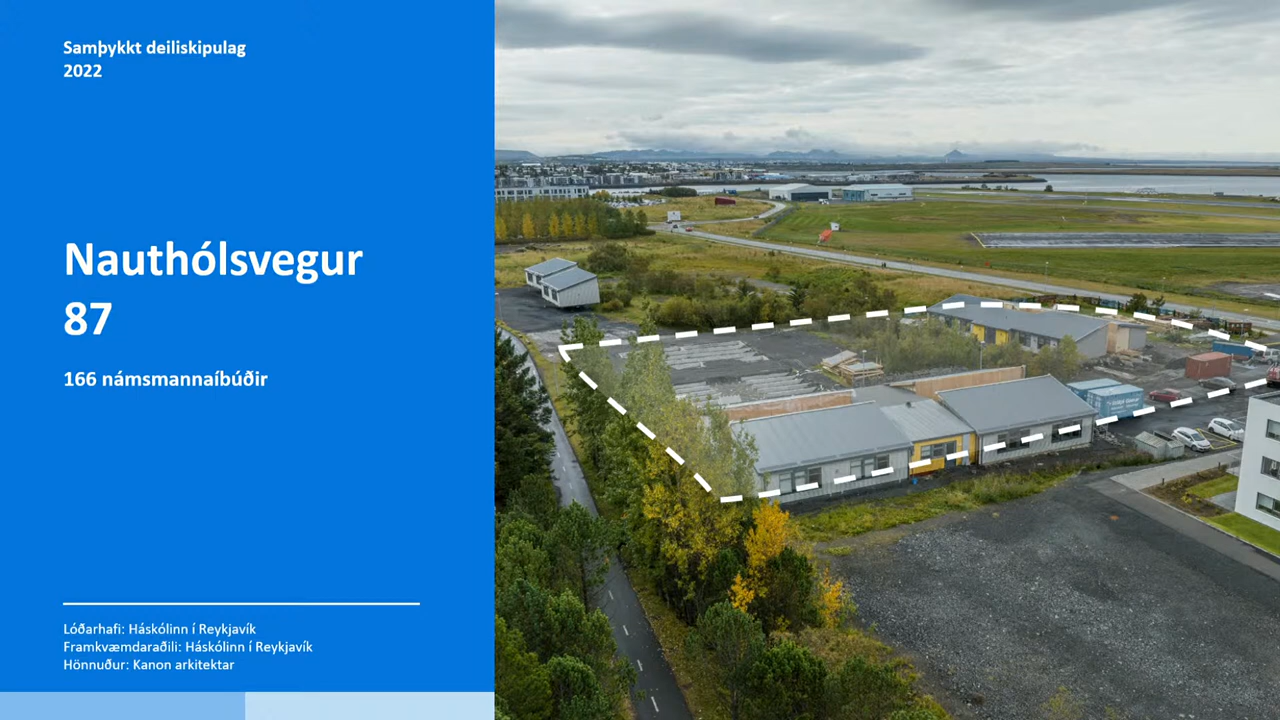 Samþykkt deiliskipulag
2022
Nauthólsvegur
87
166 námsmannaíbúðir
Lóðarhafi: Háskólinn í Reykjavík
Framkvæmdaraðili: Háskólinn í Reykjavík
Hönnuður: Kanon arkitektar